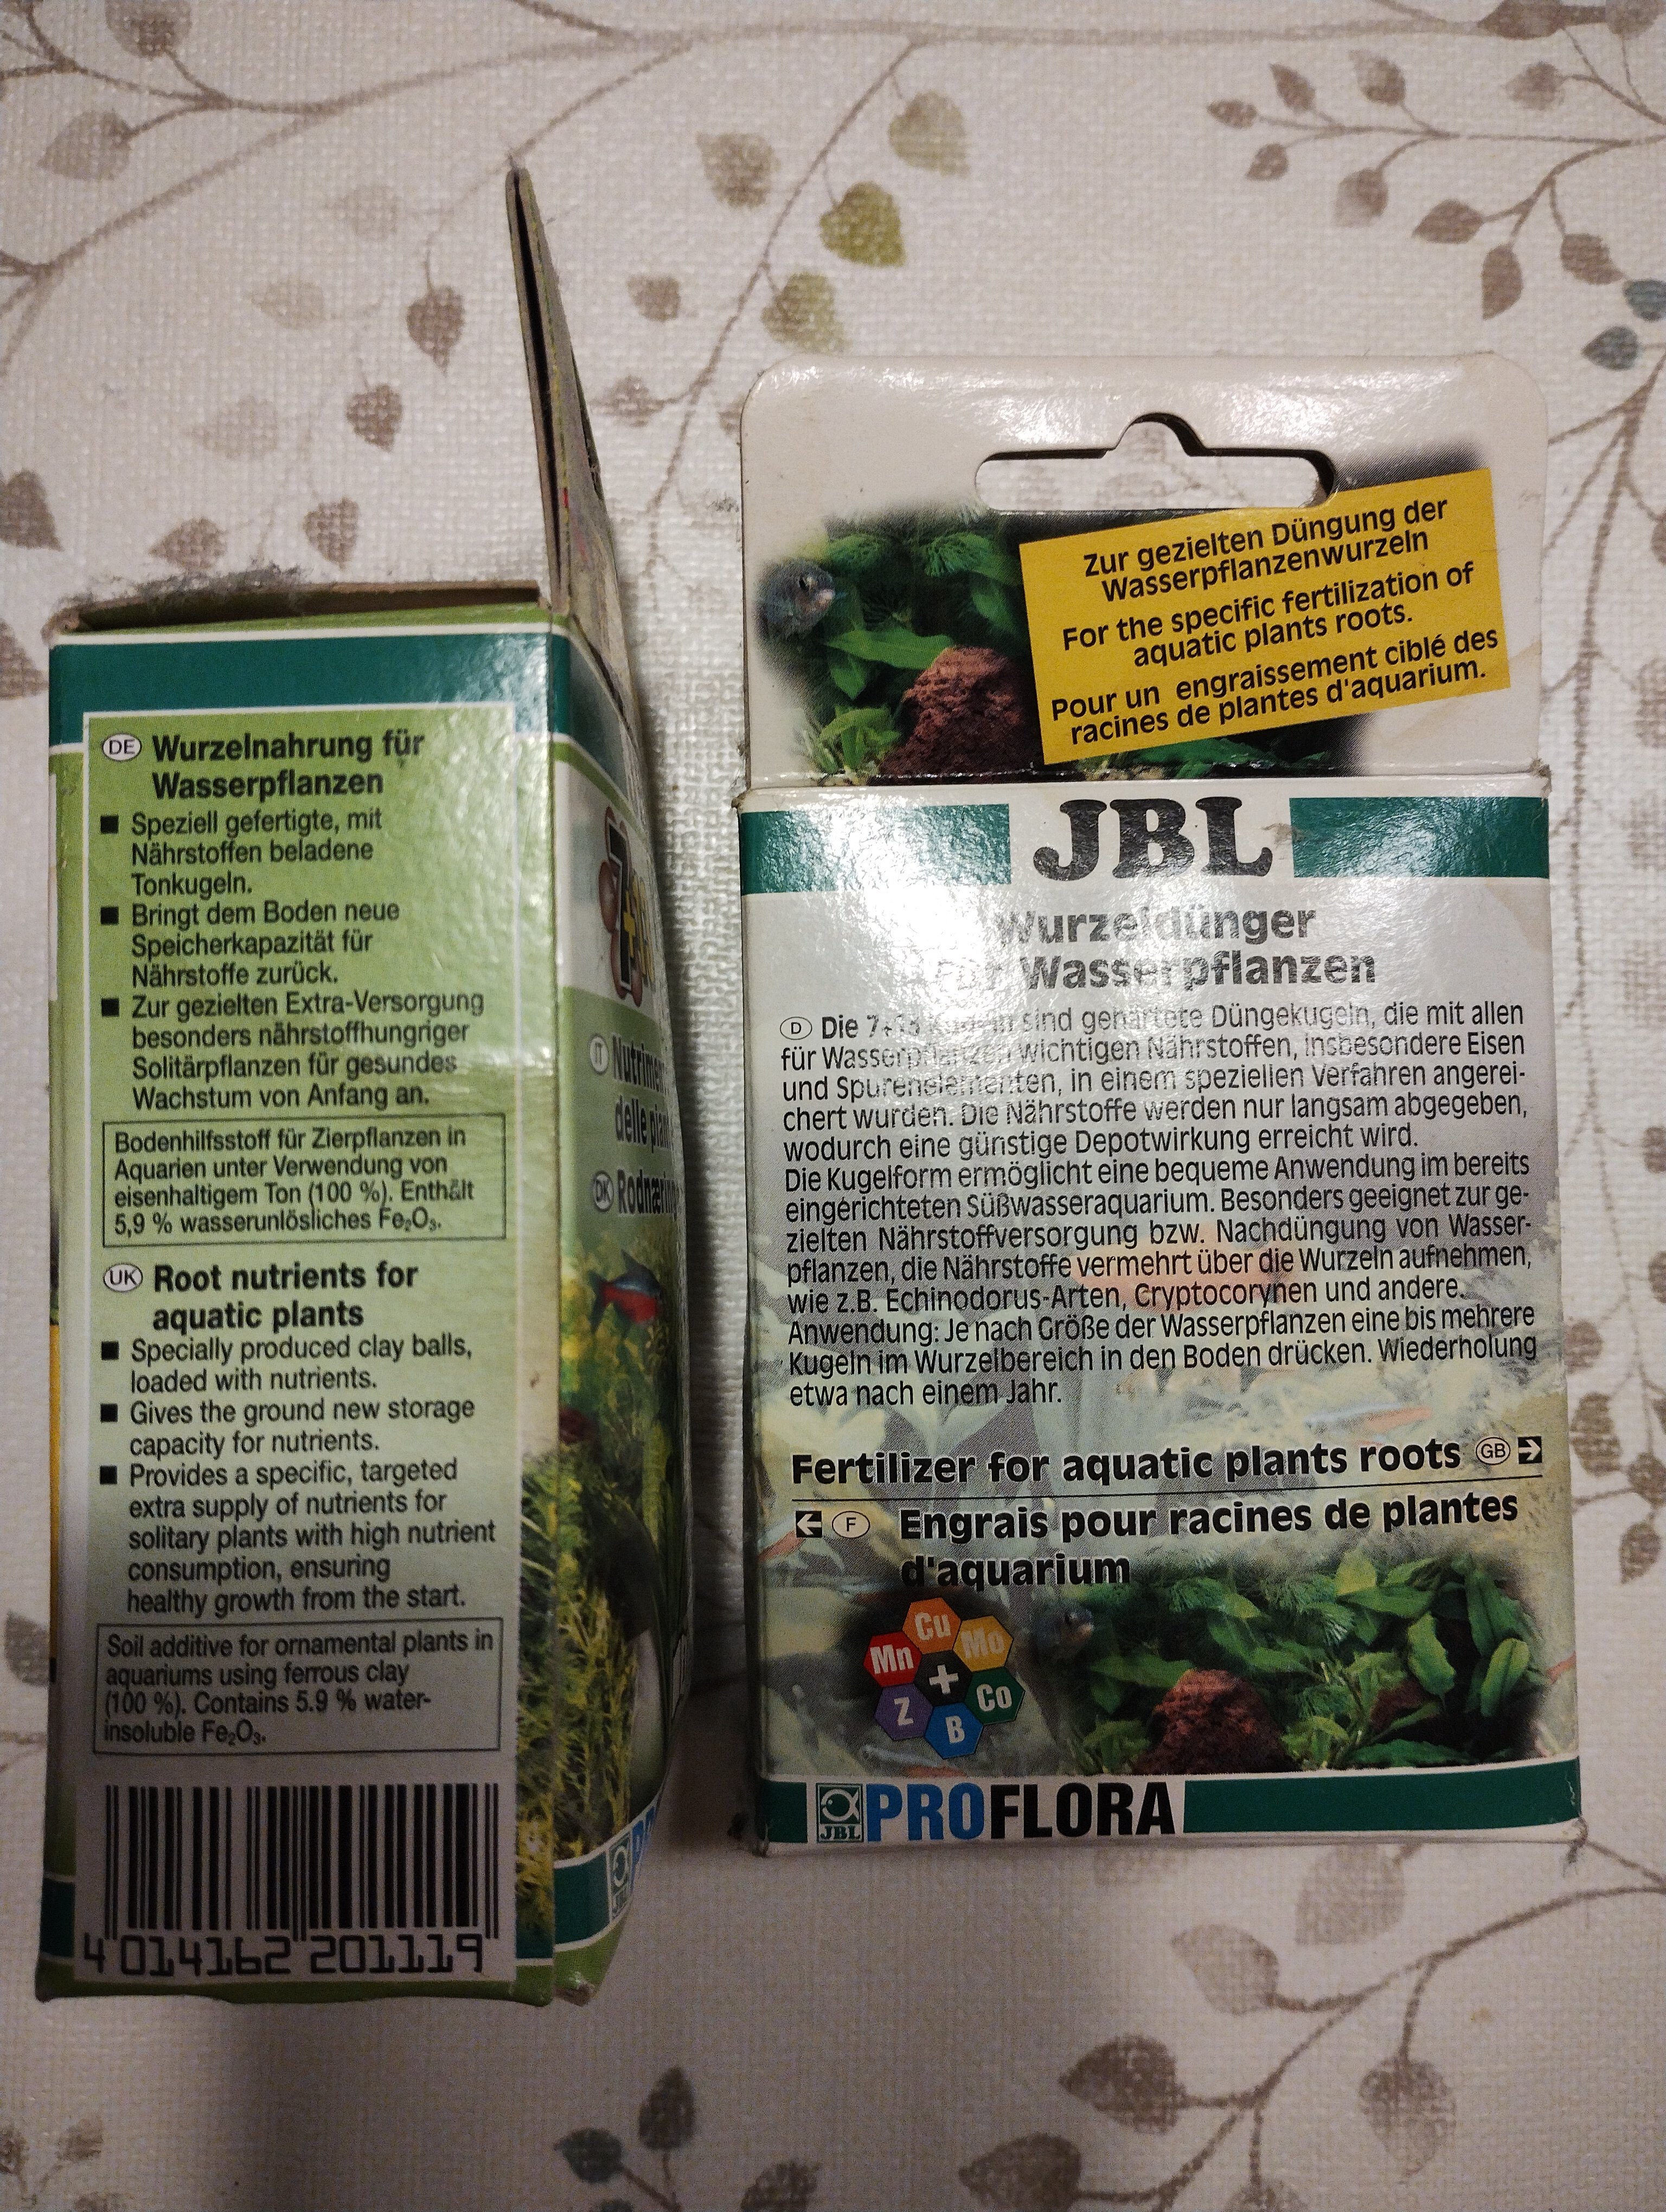 DE Wurzelnahrung für
Wasserpflanzen
■ Speziell gefertigte, mit
Nährstoffen beladene
Tonkugeln.
■ Bringt dem Boden neue
Speicherkapazität für
Nährstoffe zurück.
■ Zur gezielten Extra-Versorgung
besonders nährstoffhungriger
Solitärpflanzen für gesundes
Wachstum von Anfang an.
Bodenhilfsstoff für Zierpflanzen in
Aquarien unter Verwendung von
eisenhaltigem Ton (100 %). Enthält
5,9 % wasserunlösliches Fe₂O₃.
UK Root nutrients for
aquatic plants
■ Specially produced clay balls,
loaded with nutrients.
■ Gives the ground new storage
capacity for nutrients.
■ Provides a specific, targeted
extra supply of nutrients for
solitary plants with high nutrient
consumption, ensuring
healthy growth from the start.
Soil additive for ornamental plants in
aquariums using ferrous clay
(100 %). Contains 5.9 % water-
insoluble Fe₂O₃.
4 014162 201119
7+
IT
delle
DK
JBL
Zur gezielten Düngung der
Wasserpflanzenwurzeln
For the specific fertilization of
aquatic plants roots.
Pour un engraissement ciblé des
racines de plantes d'aquarium.
JBL
Wurzeldünger
für Wasserpflanzen
D Die 7+13 Kugeln sind gehärtete Düngekugeln, die mit allen
für Wasserpflanzen wichtigen Nährstoffen, insbesondere Eisen
und Spurenelementen, in einem speziellen Verfahren angerei-
chert wurden. Die Nährstoffe werden nur langsam abgegeben,
wodurch eine günstige Depotwirkung erreicht wird.
Die Kugelform ermöglicht eine bequeme Anwendung im bereits
eingerichteten Süßwasseraquarium. Besonders geeignet zur ge-
zielten Nährstoffversorgung bzw. Nachdüngung von Wasser-
pflanzen, die Nährstoffe vermehrt über die Wurzeln aufnehmen,
wie z.B. Echinodorus-Arten, Cryptocorynen und andere.
Anwendung: Je nach Größe der Wasserpflanzen eine bis mehrere
Kugeln im Wurzelbereich in den Boden drücken. Wiederholung
etwa nach einem Jahr.
Fertilizer for aquatic plants roots GB →
← F Engrais pour racines de plantes
d'aquarium
Cu
Mn Mo
+
Z Co
B
JBL PROFLORA